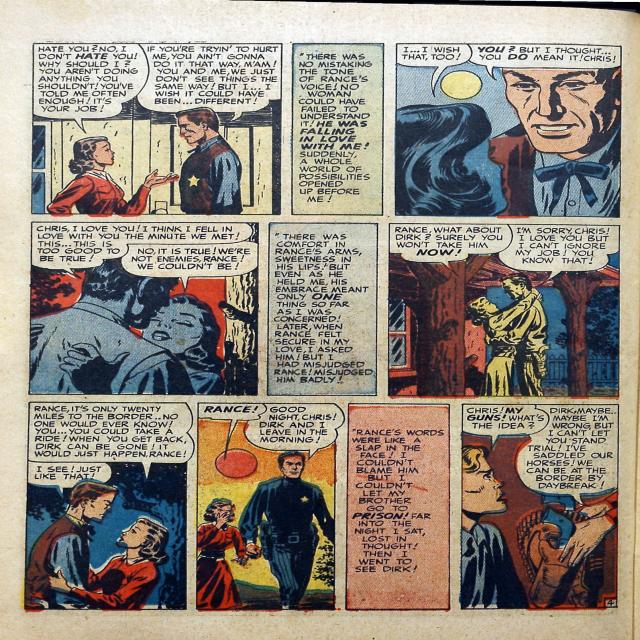 HATE YOU? NO, I
DON'T HATE YOU!
WHY SHOULD I?
YOU AREN'T DOING
ANYTHING YOU
SHOULDN'T! YOU'VE
TOLD ME OFTEN
ENOUGH! IT'S
YOUR JOB!
IF YOU'RE TRYIN' TO HURT
ME, YOU AIN'T GONNA
DO IT THAT WAY, M'AM!
YOU AND ME, WE JUST
DON'T SEE THINGS THE
SAME WAY! BUT I... I
WISH IT COULD HAVE
BEEN... DIFFERENT!
"THERE WAS
NO MISTAKING
THE TONE
OF RANCE'S
VOICE! NO
WOMAN
COULD HAVE
FAILED TO
UNDERSTAND
IT! HE WAS
FALLING
IN LOVE
WITH ME!
SUDDENLY,
A WHOLE
WORLD OF
POSSIBILITIES
OPENED
UP BEFORE
ME!
I... I WISH
THAT, TOO!
YOU? BUT I THOUGHT...
YOU DO MEAN IT! CHRIS!
CHRIS, I LOVE YOU! I THINK I FELL IN
LOVE WITH YOU THE MINUTE WE MET!
THIS... THIS IS
TOO GOOD TO
BE TRUE!
NO, IT IS TRUE! WE'RE
NOT ENEMIES, RANCE!
WE COULDN'T BE!
"THERE WAS
COMFORT IN
RANCE'S ARMS,
SWEETNESS IN
HIS LIPS! BUT
EVEN AS HE
HELD ME, HIS
EMBRACE MEANT
ONLY ONE
THING SO FAR
AS I WAS
CONCERNED!
LATER, WHEN
RANCE FELT
SECURE IN MY
LOVE, I ASKED
HIM! BUT I
HAD MISJUDGED
RANCE! MISJUDGED
HIM BADLY!
RANCE, WHAT ABOUT
DIRK? SURELY YOU
WON'T TAKE HIM
NOW!
I'M SORRY, CHRIS!
I LOVE YOU BUT
I CAN'T IGNORE
MY JOB! YOU
KNOW THAT!
RANCE, IT'S ONLY TWENTY
MILES TO THE BORDER.. NO
ONE WOULD EVER KNOW!
YOU... YOU COULD TAKE A
RIDE! WHEN YOU GET BACK,
DIRK CAN BE GONE! IT
WOULD JUST HAPPEN, RANCE!
I SEE! JUST
LIKE THAT!
RANCE!
GOOD
NIGHT, CHRIS!
DIRK AND I
LEAVE IN THE
MORNING!
"RANCE'S WORDS
WERE LIKE A
SLAP IN THE
FACE! I
COULDN'T
BLAME HIM
BUT I
COULDN'T
LET MY
BROTHER
GO TO
PRISON! FAR
INTO THE
NIGHT I SAT,
LOST IN
THOUGHT!
THEN I
WENT TO
SEE DIRK!
CHRIS! MY
GUNS! WHAT'S
THE IDEA?
DIRK, MAYBE..
MAYBE I'M
WRONG BUT
I CAN'T LET
YOU STAND
TRIAL! I'VE
SADDLED OUR
HORSES! WE
CAN BE AT THE
BORDER BY
DAYBREAK!
4